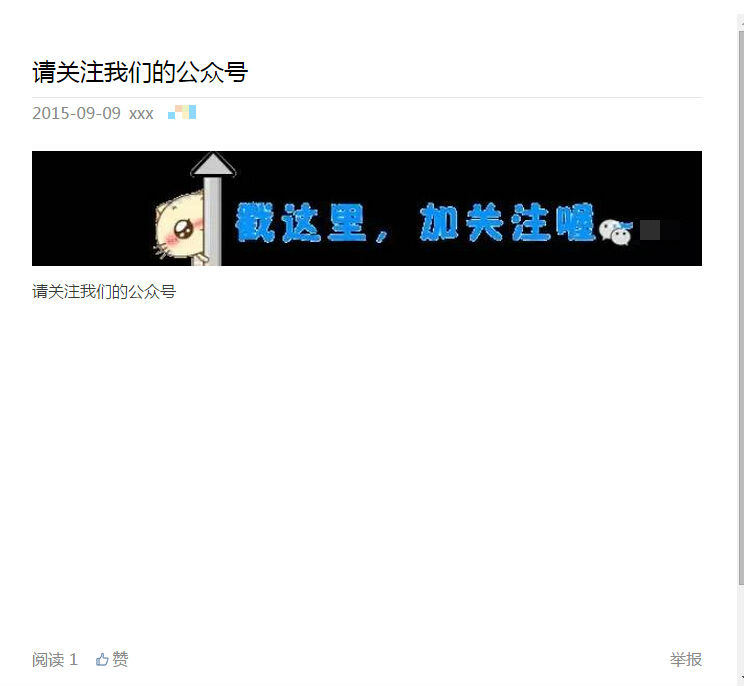 请关注我们的公众号
2015-09-09 xxx
戳这里，加关注喔
请关注我们的公众号
阅读 1 赞 举报